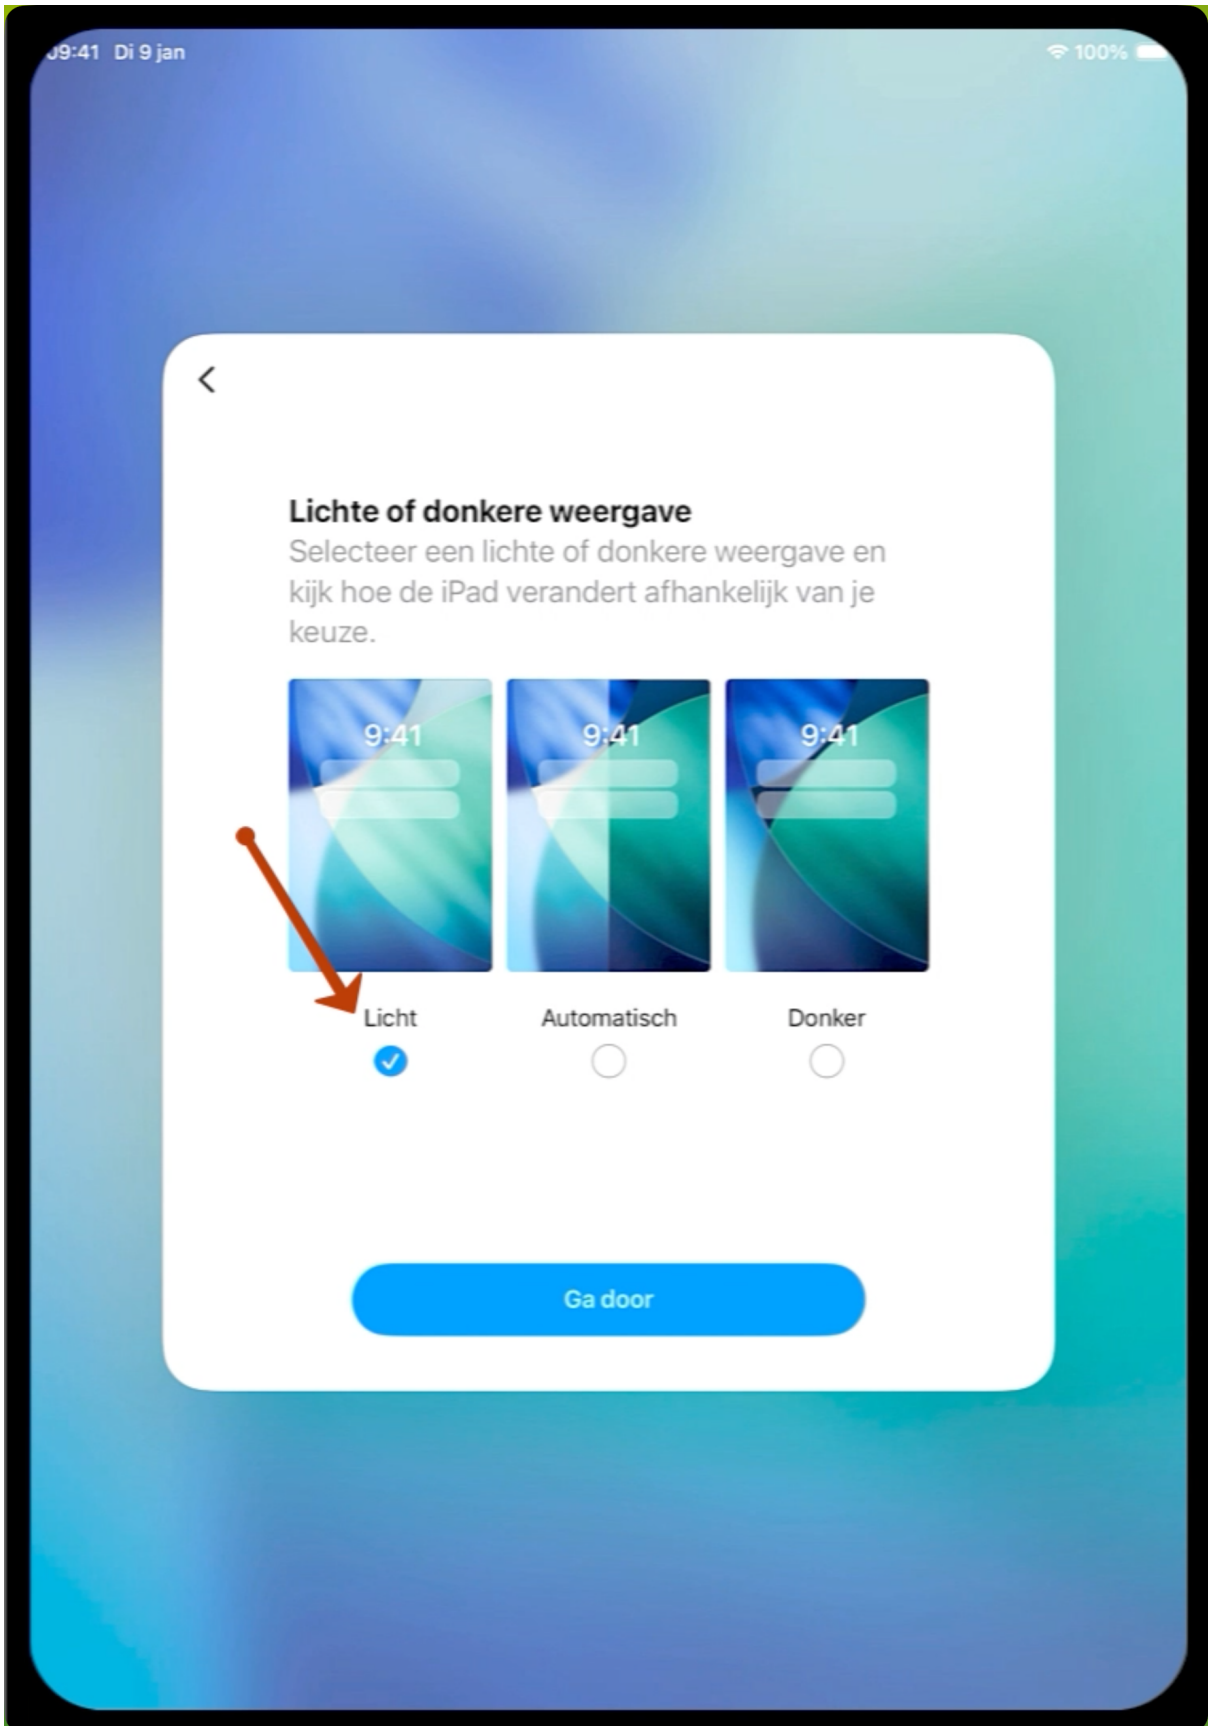 09:41 Di 9 jan 100%
Lichte of donkere weergave
Selecteer een lichte of donkere weergave en
kijk hoe de iPad verandert afhankelijk van je
keuze.
9:41 9:41 9:41
Licht Automatisch Donker
Ga door